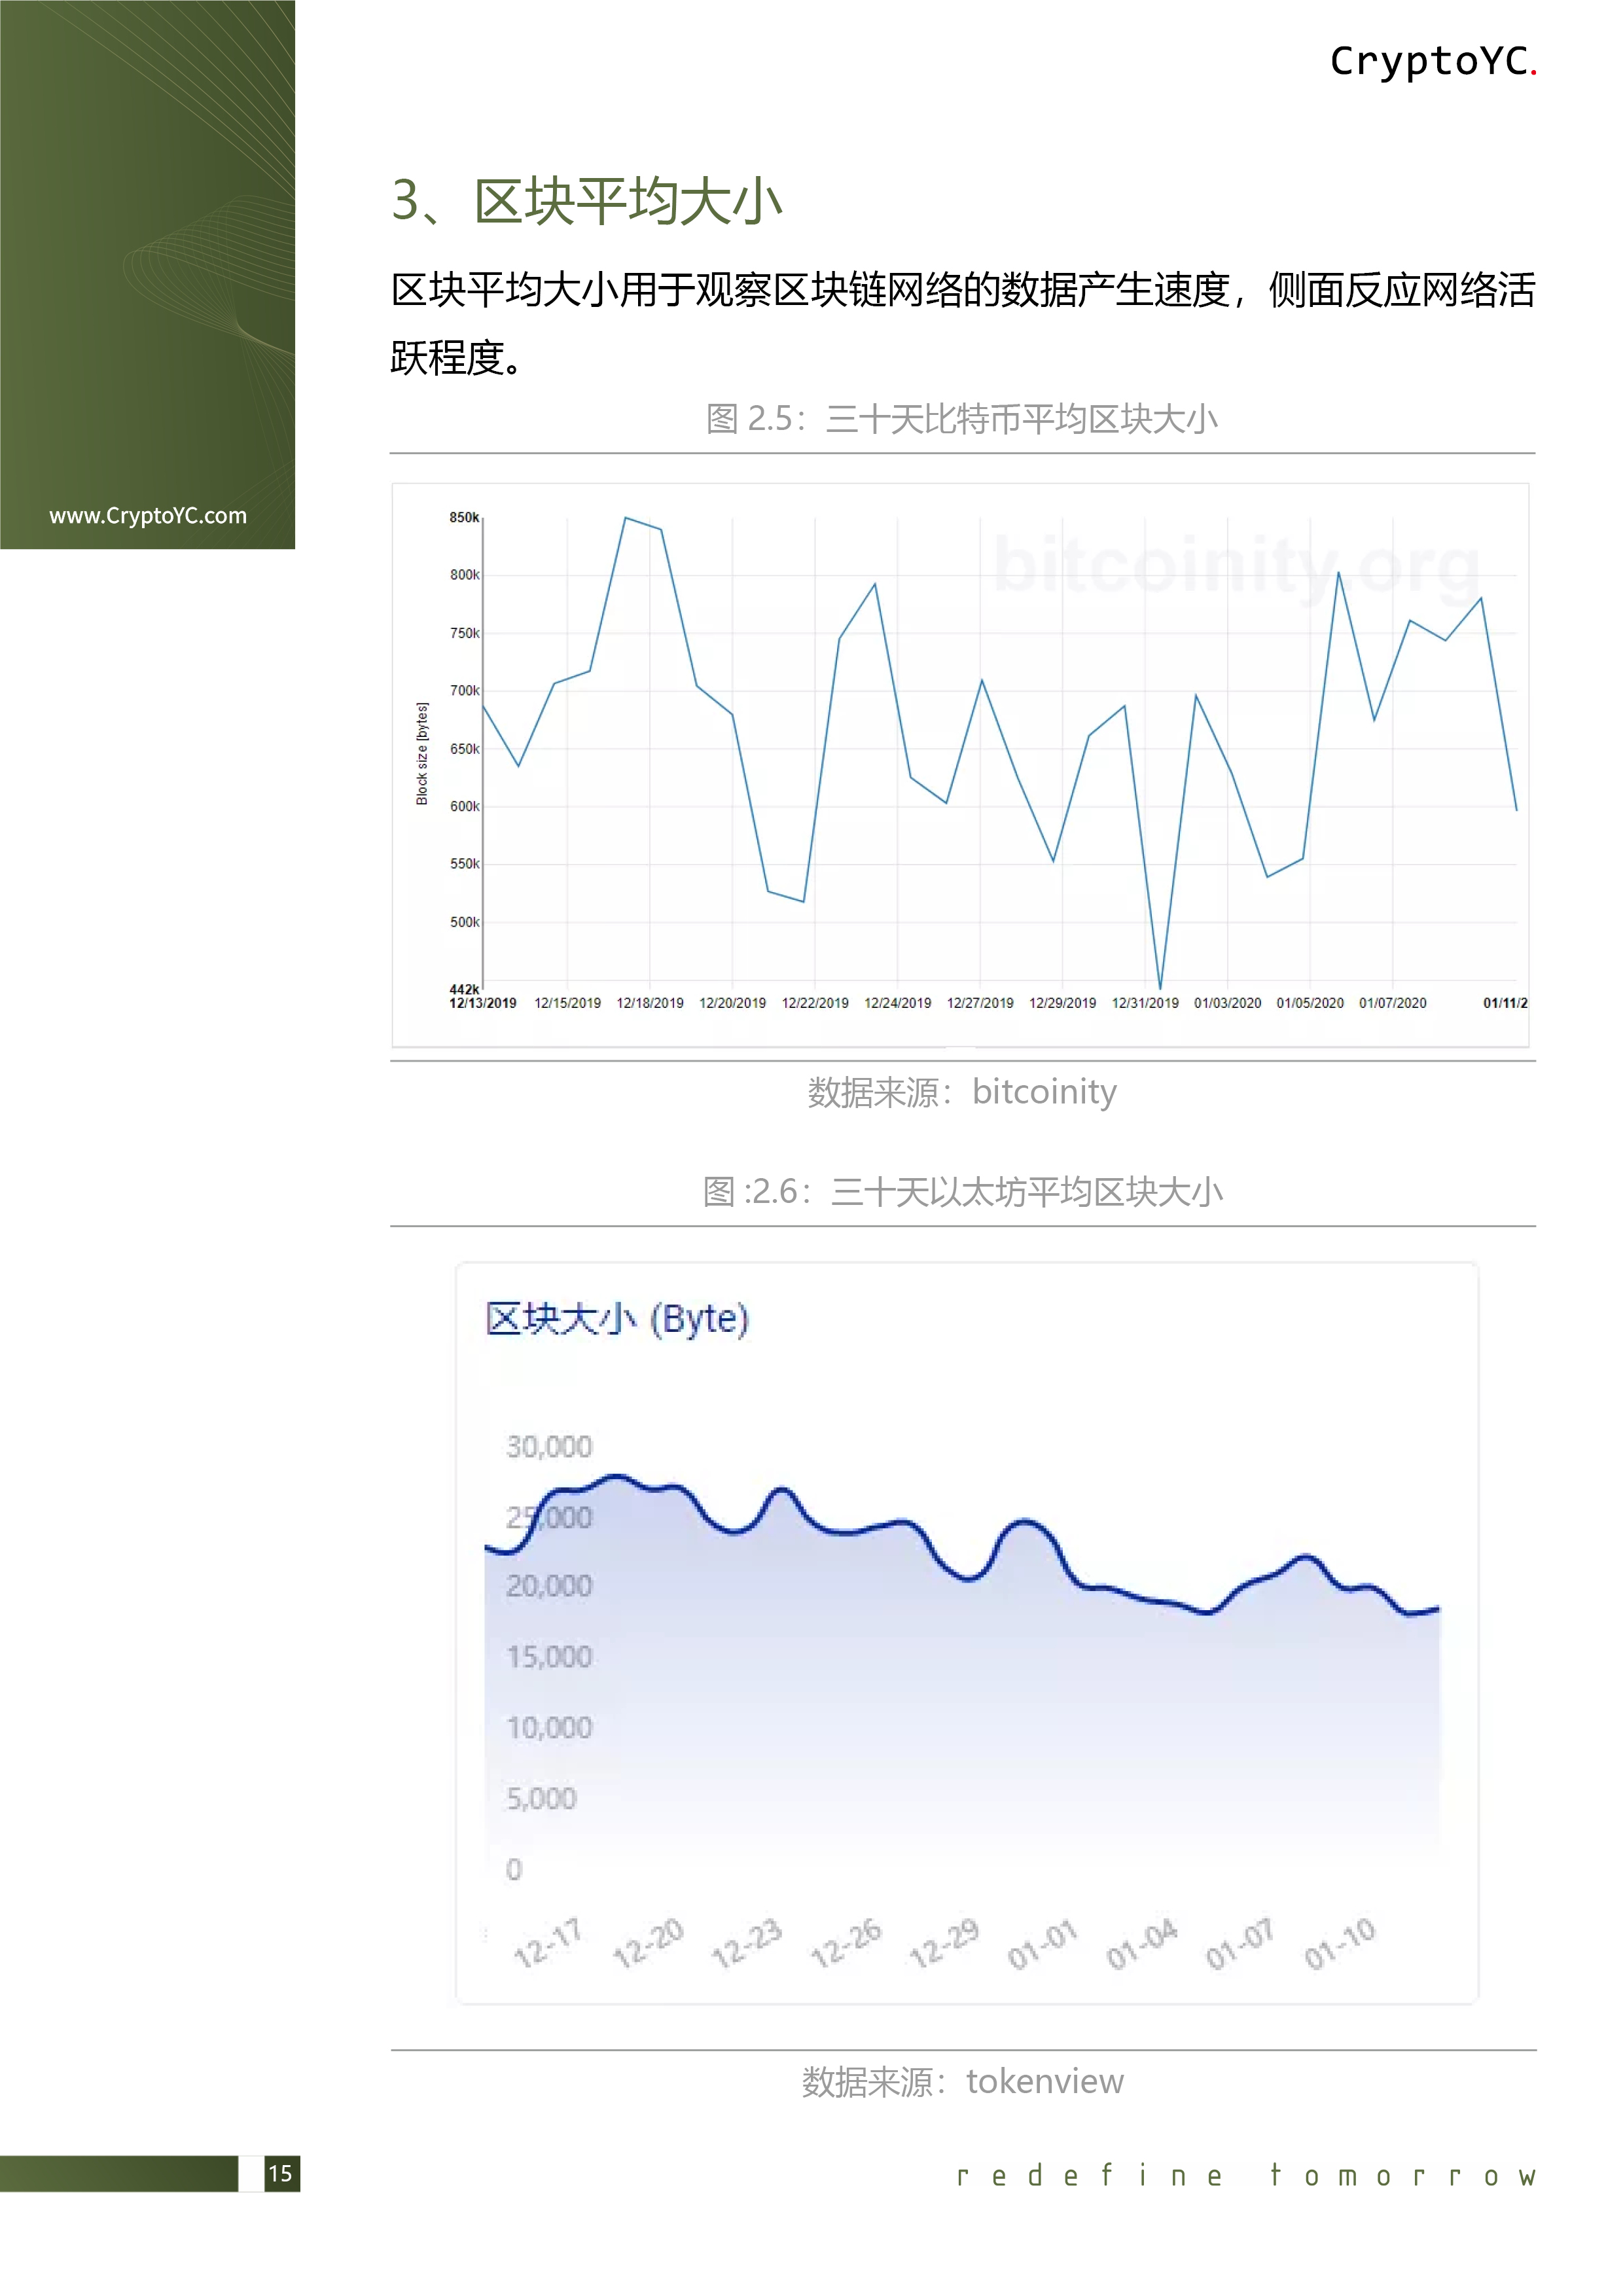 CryptoYC.
www.CryptoYC.com
3、区块平均大小
区块平均大小用于观察区块链网络的数据产生速度，侧面反应网络活
跃程度。
图 2.5：三十天比特币平均区块大小
bitcoinity.org
850k
800k
750k
700k
650k
600k
550k
500k
442k
Block size [bytes]
12/13/2019 12/15/2019 12/18/2019 12/20/2019 12/22/2019 12/24/2019 12/27/2019 12/29/2019 12/31/2019 01/03/2020 01/05/2020 01/07/2020 01/11/2
数据来源：bitcoinity
图 :2.6：三十天以太坊平均区块大小
区块大小 (Byte)
30,000
25,000
20,000
15,000
10,000
5,000
0
12-17 12-20 12-23 12-26 12-29 01-01 01-04 01-07 01-10
数据来源：tokenview
15
redefine tomorrow